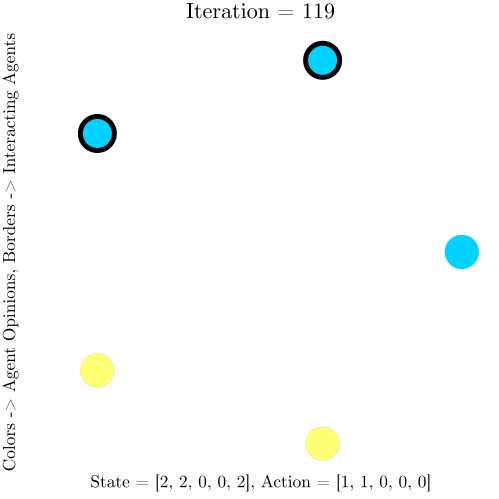 Iteration = 119
Colors -> Agent Opinions, Borders -> Interacting Agents
State = [2, 2, 0, 0, 2], Action = [1, 1, 0, 0, 0]